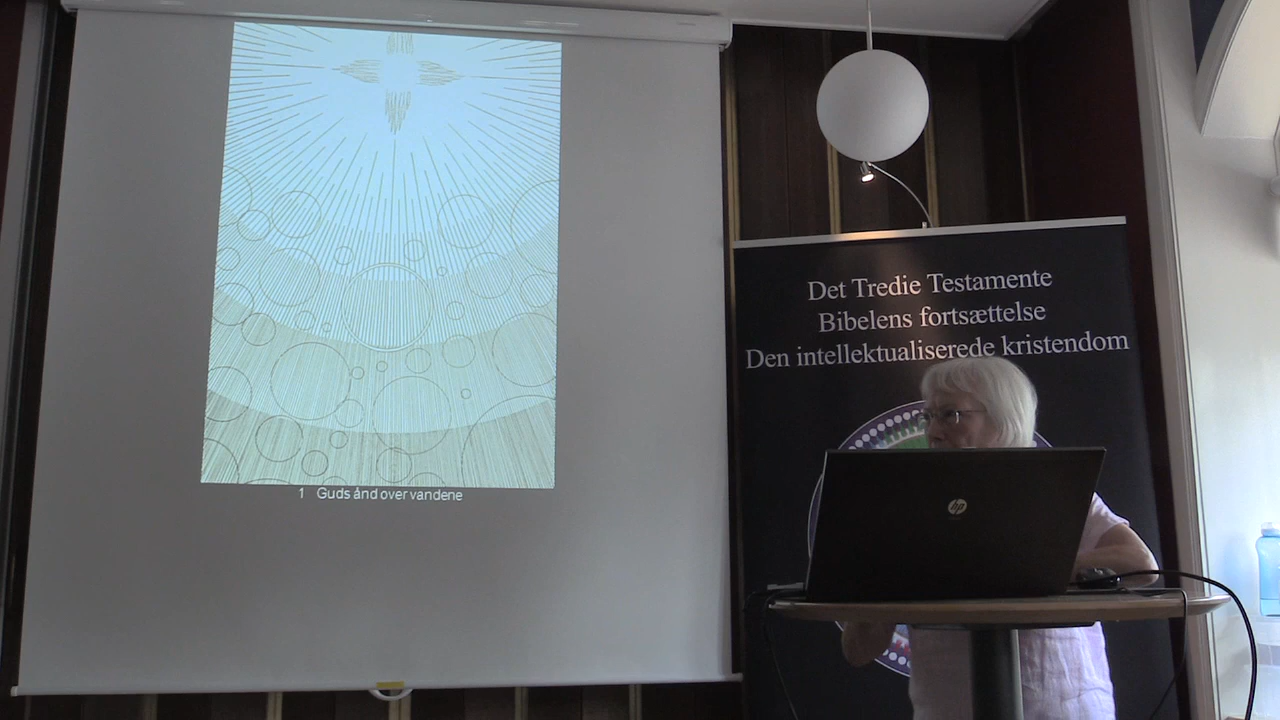 1 Guds ånd over vandene
Det Tredie Testamente
Bibelens fortsættelse
Den intellektualiserede kristendom
hp